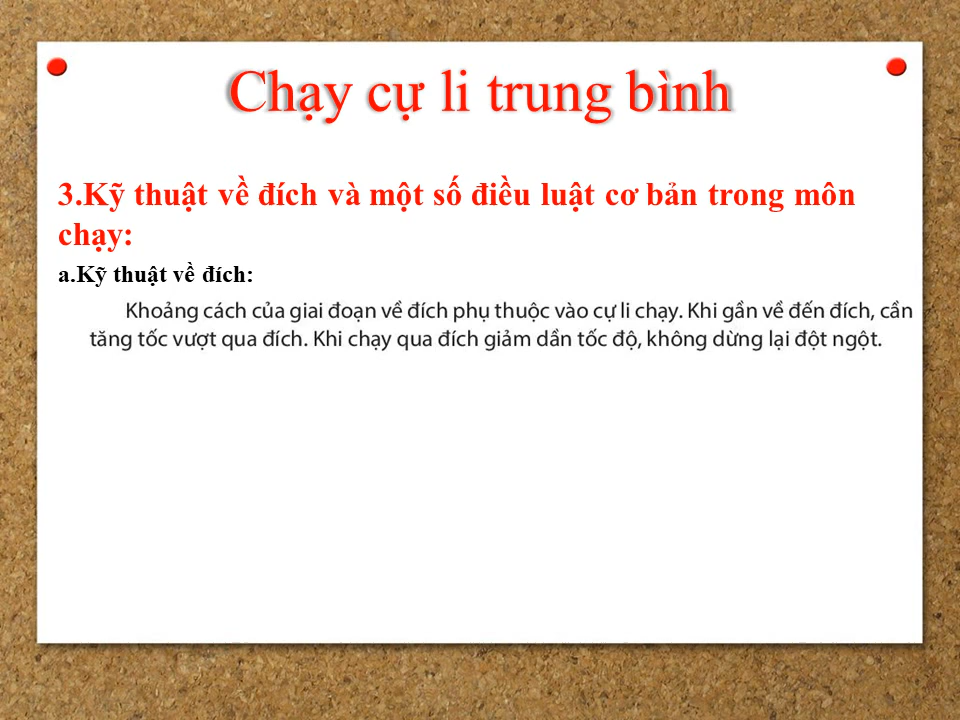 Chạy cự li trung bình
3.Kỹ thuật về đích và một số điều luật cơ bản trong môn
chạy:
a.Kỹ thuật về đích:
Khoảng cách của giai đoạn về đích phụ thuộc vào cự li chạy. Khi gần về đến đích, cần
tăng tốc vượt qua đích. Khi chạy qua đích giảm dần tốc độ, không dừng lại đột ngột.